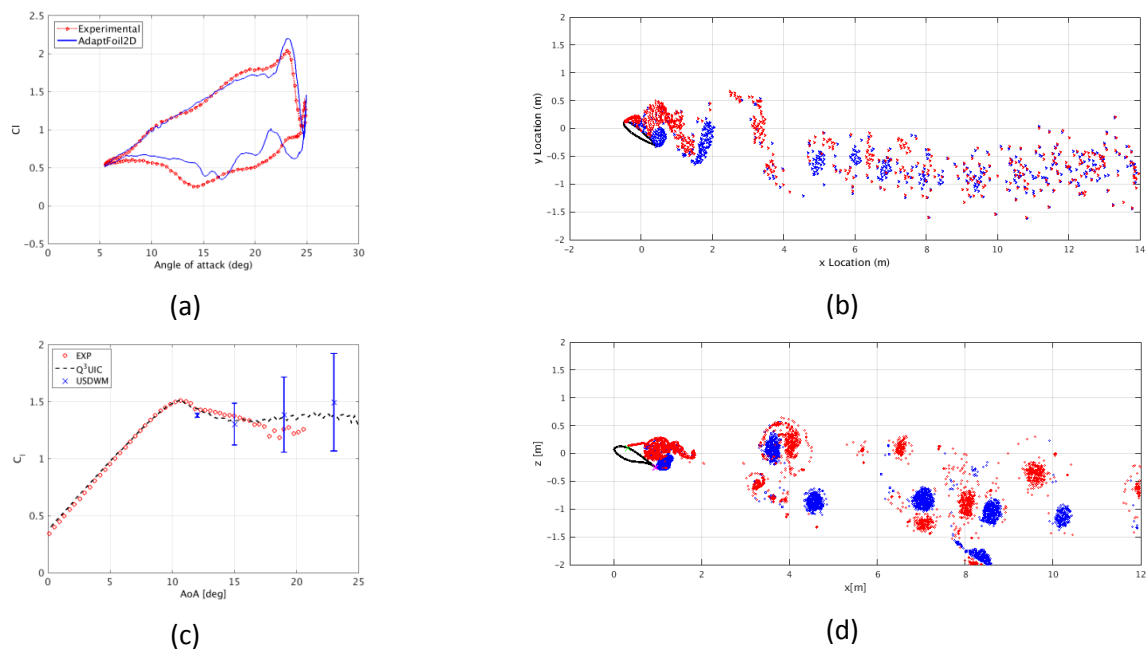 2.5
2
1.5
1
0.5
0
−0.5
Cl
Experimental
AdaptFoil2D
0 5 10 15 20 25 30
Angle of attack (deg)
(a)
2
1.5
1
0.5
0
−0.5
−1
−1.5
−2
y Location (m)
−2 0 2 4 6 8 10 12 14
x Location (m)
(b)
2
1.5
1
0.5
0
Cl
EXP
Q³UIC
USDWM
0 5 10 15 20 25
AoA [deg]
(c)
2
1.5
1
0.5
0
−0.5
−1
−1.5
−2
z [m]
0 2 4 6 8 10 12
x[m]
(d)